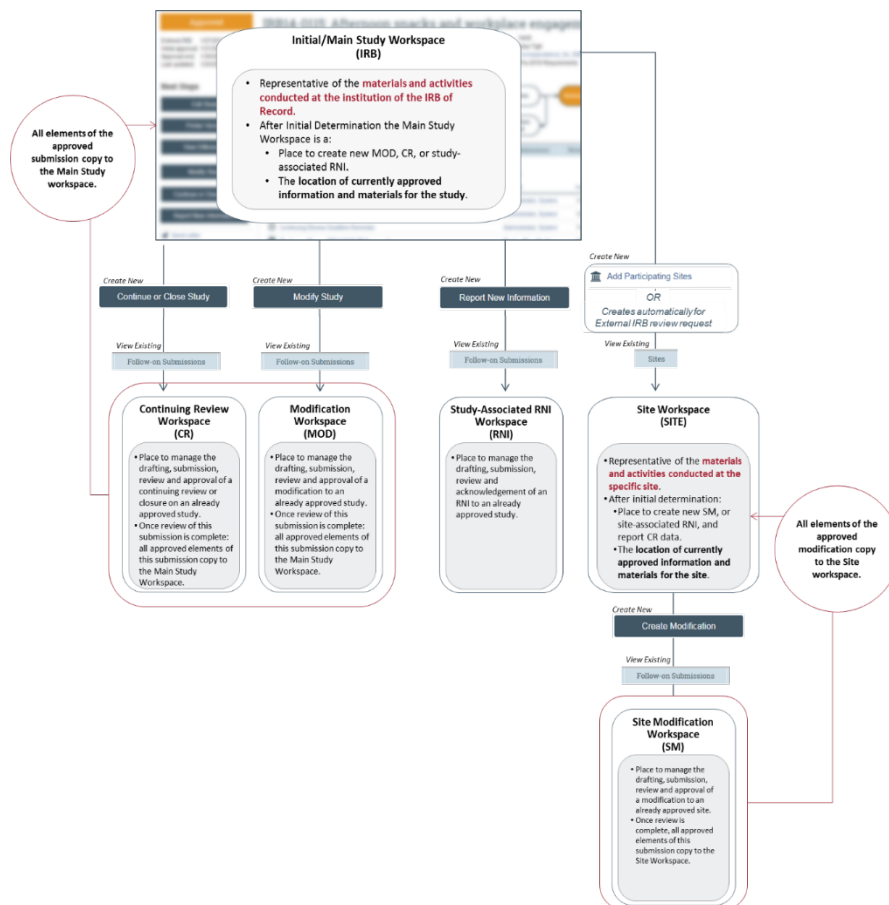 Approved
IRB14-0115: Afternoon snacks and workplace engagem
Next Steps
Initial/Main Study Workspace
(IRB)
• Representative of the materials and activities
conducted at the institution of the IRB of
Record.
• After Initial Determination the Main Study
Workspace is a:
• Place to create new MOD, CR, or study-
associated RNI.
• The location of currently approved
information and materials for the study.
All elements of the
approved
submission copy to
the Main Study
workspace.
Create New
Continue or Close Study
View Existing
Follow-on Submissions
Create New
Modify Study
View Existing
Follow-on Submissions
Create New
Report New Information
View Existing
Follow-on Submissions
Create New
Add Participating Sites
OR
Creates automatically for
External IRB review request
View Existing
Sites
Continuing Review
Workspace
(CR)
• Place to manage the
drafting, submission,
review and approval of a
continuing review or
closure on an already
approved study.
• Once review of this
submission is complete:
all approved elements of
this submission copy to
the Main Study
Workspace.
Modification
Workspace
(MOD)
• Place to manage the
drafting, submission,
review and approval of a
modification to an
already approved study.
• Once review of this
submission is complete:
all approved elements of
this submission copy to
the Main Study
Workspace.
Study-Associated RNI
Workspace
(RNI)
• Place to manage the
drafting, submission,
review and
acknowledgement of an
RNI to an already
approved study.
Site Workspace
(SITE)
• Representative of the materials
and activities conducted at the
specific site.
• After initial determination:
• Place to create new SM, or
site-associated RNI, and
report CR data.
• The location of currently
approved information and
materials for the site.
All elements of the
approved
modification copy
to the Site
workspace.
Create New
Create Modification
View Existing
Follow-on Submissions
Site Modification
Workspace
(SM)
• Place to manage the
drafting, submission,
review and approval of
a modification to an
already approved site.
• Once review is
complete, all approved
elements of this
submission copy to the
Site Workspace.